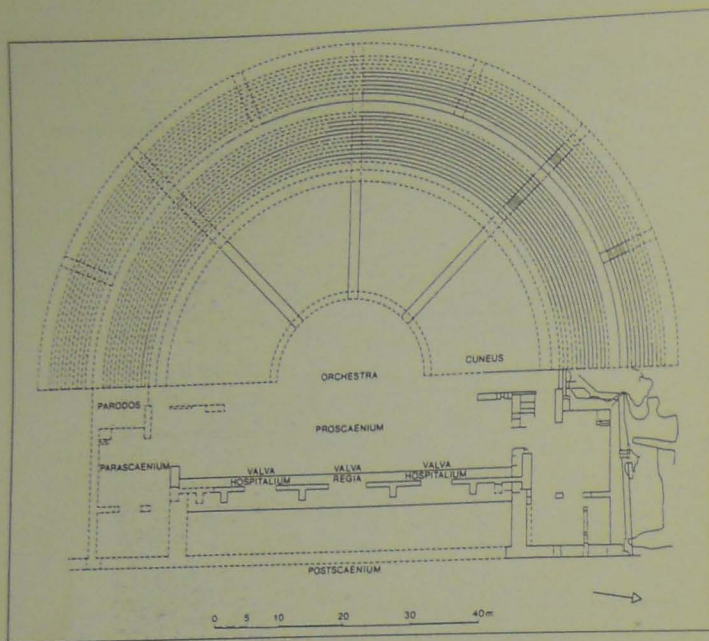 CUNEUS
ORCHESTRA
PARODOS
PROSCAENIUM
PARASCAENIUM
VALVA HOSPITALIUM
VALVA REGIA
VALVA HOSPITALIUM
POSTSCAENIUM
0 5 10 20 30 40m